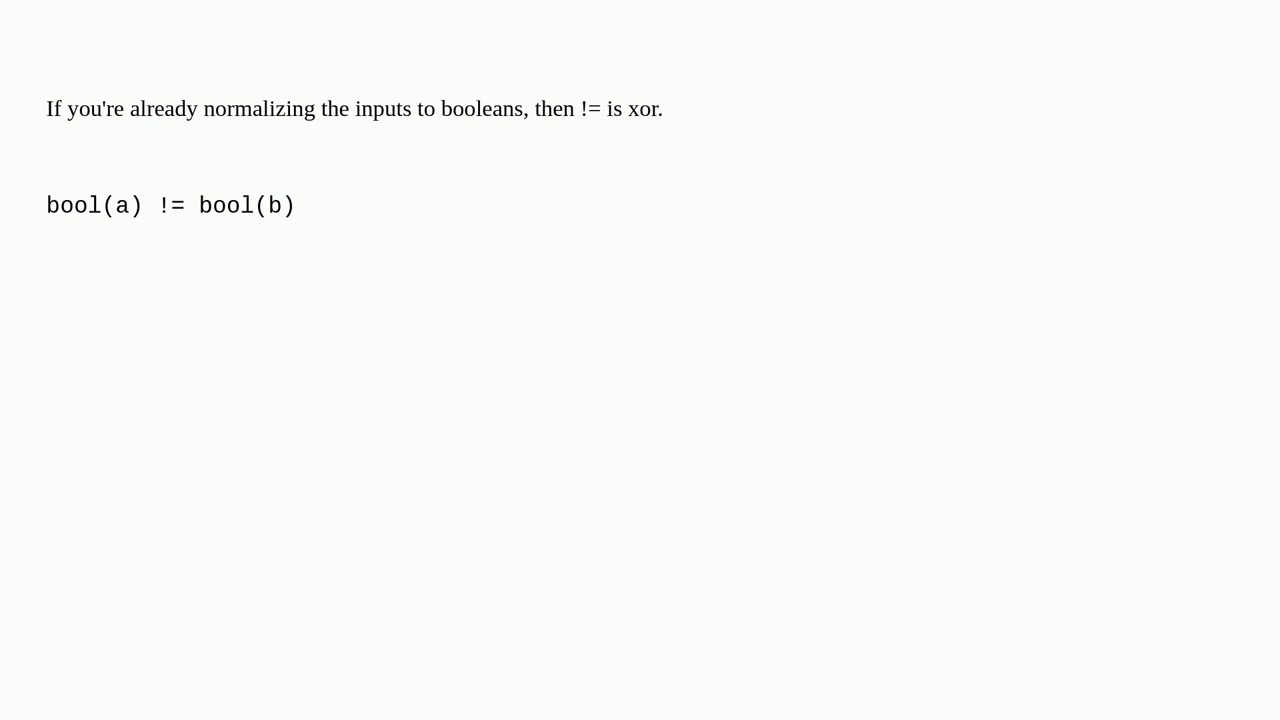 If you're already normalizing the inputs to booleans, then != is xor.
bool(a) != bool(b)